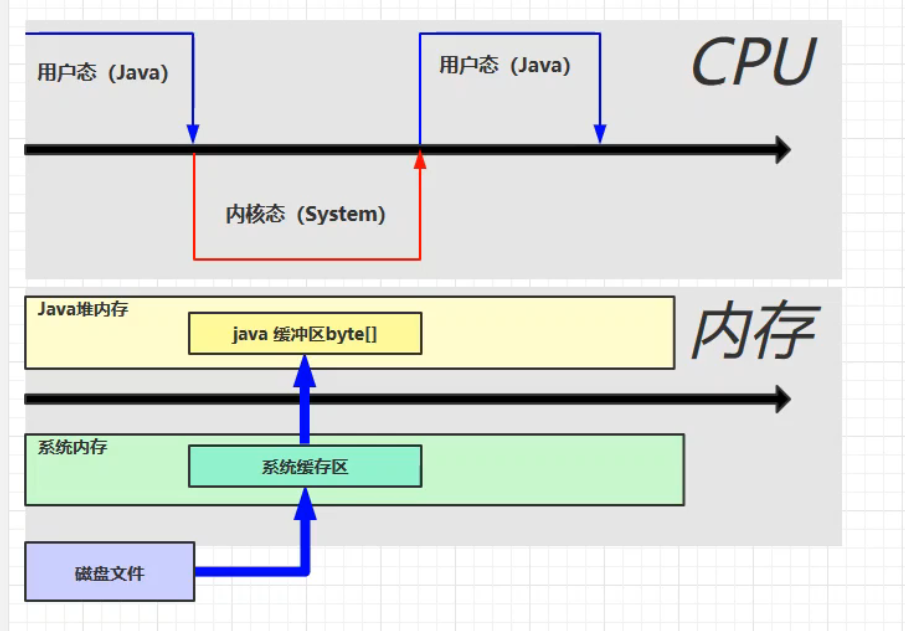 CPU
用户态（Java）
用户态（Java）
内核态（System）
内存
Java堆内存
java 缓冲区byte[]
系统内存
系统缓存区
磁盘文件